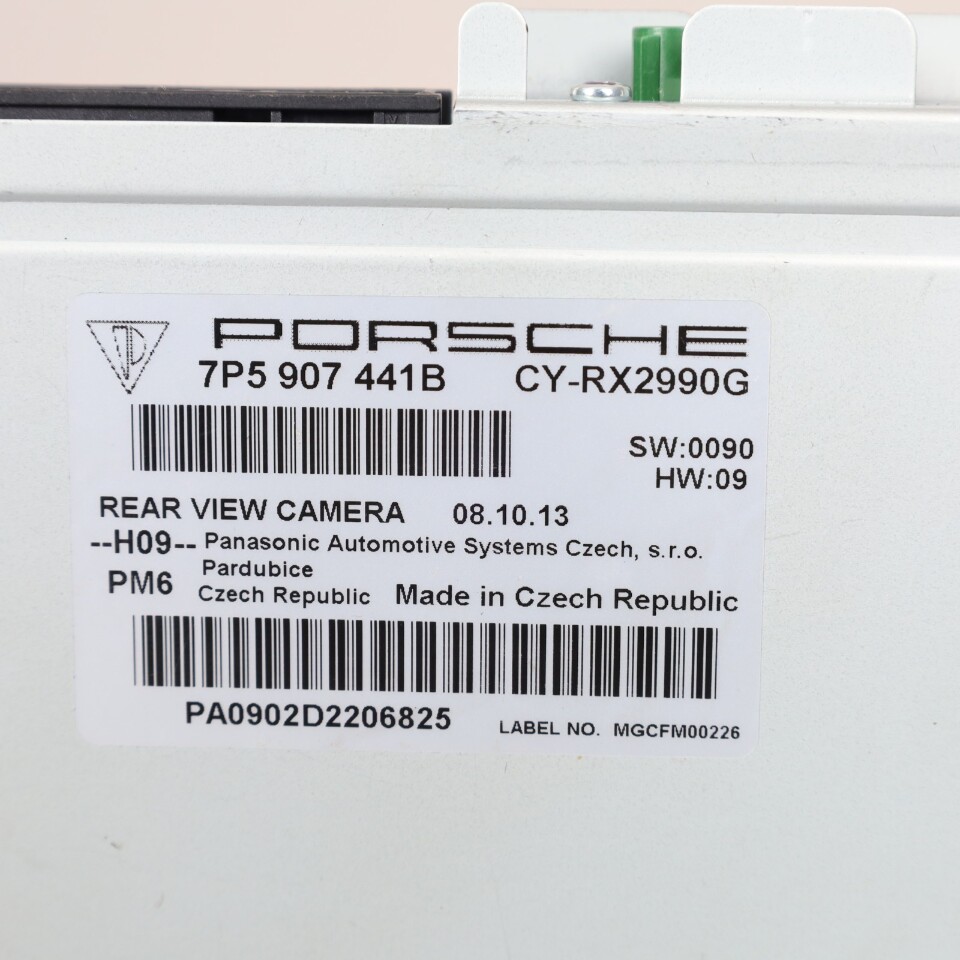 PORSCHE
7P5 907 441B CY-RX2990G
SW:0090
HW:09
REAR VIEW CAMERA 08.10.13
--H09-- Panasonic Automotive Systems Czech, s.r.o.
Pardubice
PM6 Czech Republic Made in Czech Republic
PA0902D2206825 LABEL NO. MGCFM00226